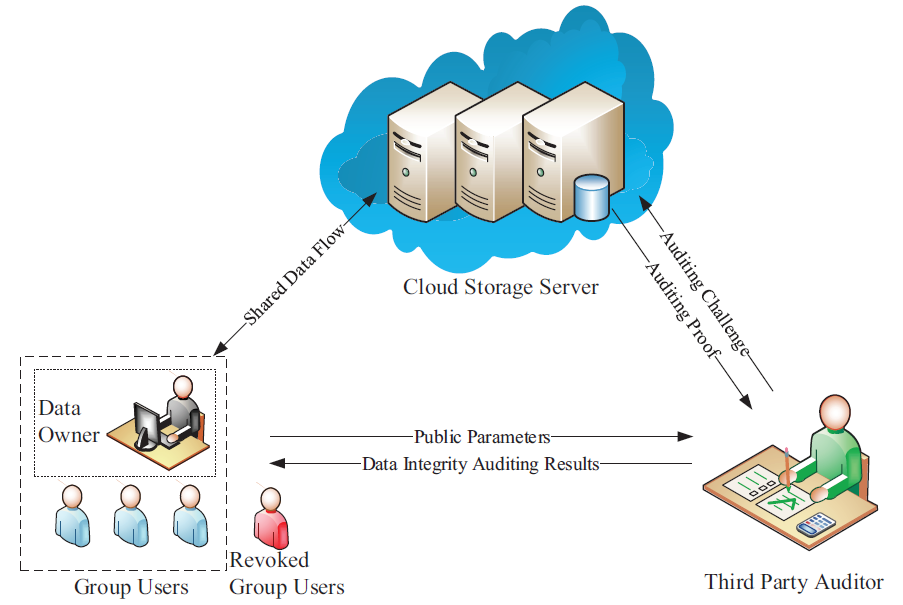 Cloud Storage Server
Shared Data Flow
Auditing Challenge
Auditing Proof
Data
Owner
Public Parameters
Data Integrity Auditing Results
Revoked
Group Users
Group Users
Third Party Auditor